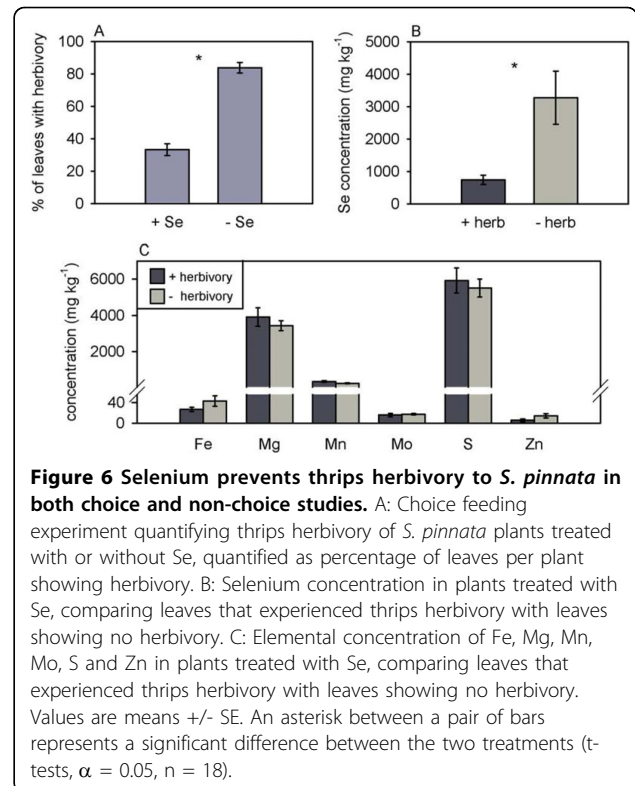 A
100
80
60
40
20
0
% of leaves with herbivory
*
+ Se - Se
B
5000
4000
3000
2000
1000
0
Se concentration (mg kg-1)
*
+ herb - herb
C
+ herbivory
- herbivory
6000
4000
2000
40
0
concentration (mg kg-1)
Fe Mg Mn Mo S Zn
Figure 6 Selenium prevents thrips herbivory to S. pinnata in
both choice and non-choice studies. A: Choice feeding
experiment quantifying thrips herbivory of S. pinnata plants treated
with or without Se, quantified as percentage of leaves per plant
showing herbivory. B: Selenium concentration in plants treated with
Se, comparing leaves that experienced thrips herbivory with leaves
showing no herbivory. C: Elemental concentration of Fe, Mg, Mn,
Mo, S and Zn in plants treated with Se, comparing leaves that
experienced thrips herbivory with leaves showing no herbivory.
Values are means +/- SE. An asterisk between a pair of bars
represents a significant difference between the two treatments (t-
tests, α = 0.05, n = 18).